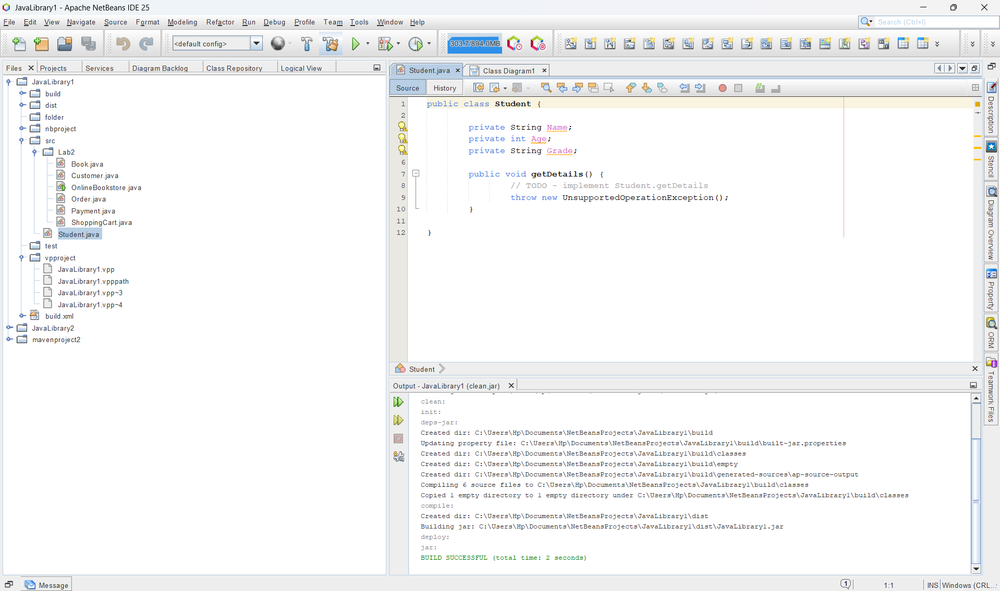 JavaLibrary1 - Apache NetBeans IDE 25
File Edit View Navigate Source Format Modeling Refactor Run Debug Profile Team Tools Window Help
Search (Ctrl+I)
<default config>
303.7/894.0MB
Files Projects Services Diagram Backlog Class Repository Logical View
JavaLibrary1
build
dist
folder
nbproject
src
Lab2
Book.java
Customer.java
OnlineBookstore.java
Order.java
Payment.java
ShoppingCart.java
Student.java
test
vpproject
JavaLibrary1.vpp
JavaLibrary1.vpppath
JavaLibrary1.vpp~3
JavaLibrary1.vpp~4
build.xml
JavaLibrary2
mavenproject2
Student.java Class Diagram1
Source History
1 public class Student {
2
private String Name;
private int Age;
private String Grade;
6
7 public void getDetails() {
8 // TODO - implement Student.getDetails
9 throw new UnsupportedOperationException();
10 }
11
12 }
Student
Output - JavaLibrary1 (clean,jar)
clean:
init:
deps-jar:
Created dir: C:\Users\Hp\Documents\NetBeansProjects\JavaLibrary1\build
Updating property file: C:\Users\Hp\Documents\NetBeansProjects\JavaLibrary1\build\built-jar.properties
Created dir: C:\Users\Hp\Documents\NetBeansProjects\JavaLibrary1\build\classes
Created dir: C:\Users\Hp\Documents\NetBeansProjects\JavaLibrary1\build\empty
Created dir: C:\Users\Hp\Documents\NetBeansProjects\JavaLibrary1\build\generated-sources\ap-source-output
Compiling 6 source files to C:\Users\Hp\Documents\NetBeansProjects\JavaLibrary1\build\classes
Copied 1 empty directory to 1 empty directory under C:\Users\Hp\Documents\NetBeansProjects\JavaLibrary1\build\classes
compile:
Created dir: C:\Users\Hp\Documents\NetBeansProjects\JavaLibrary1\dist
Building jar: C:\Users\Hp\Documents\NetBeansProjects\JavaLibrary1\dist\JavaLibrary1.jar
deploy:
jar:
BUILD SUCCESSFUL (total time: 2 seconds)
Description
Stencil
Diagram Overview
Property
ORM
Teamwork Files
Message
1
1:1
INS
Windows (CRL...